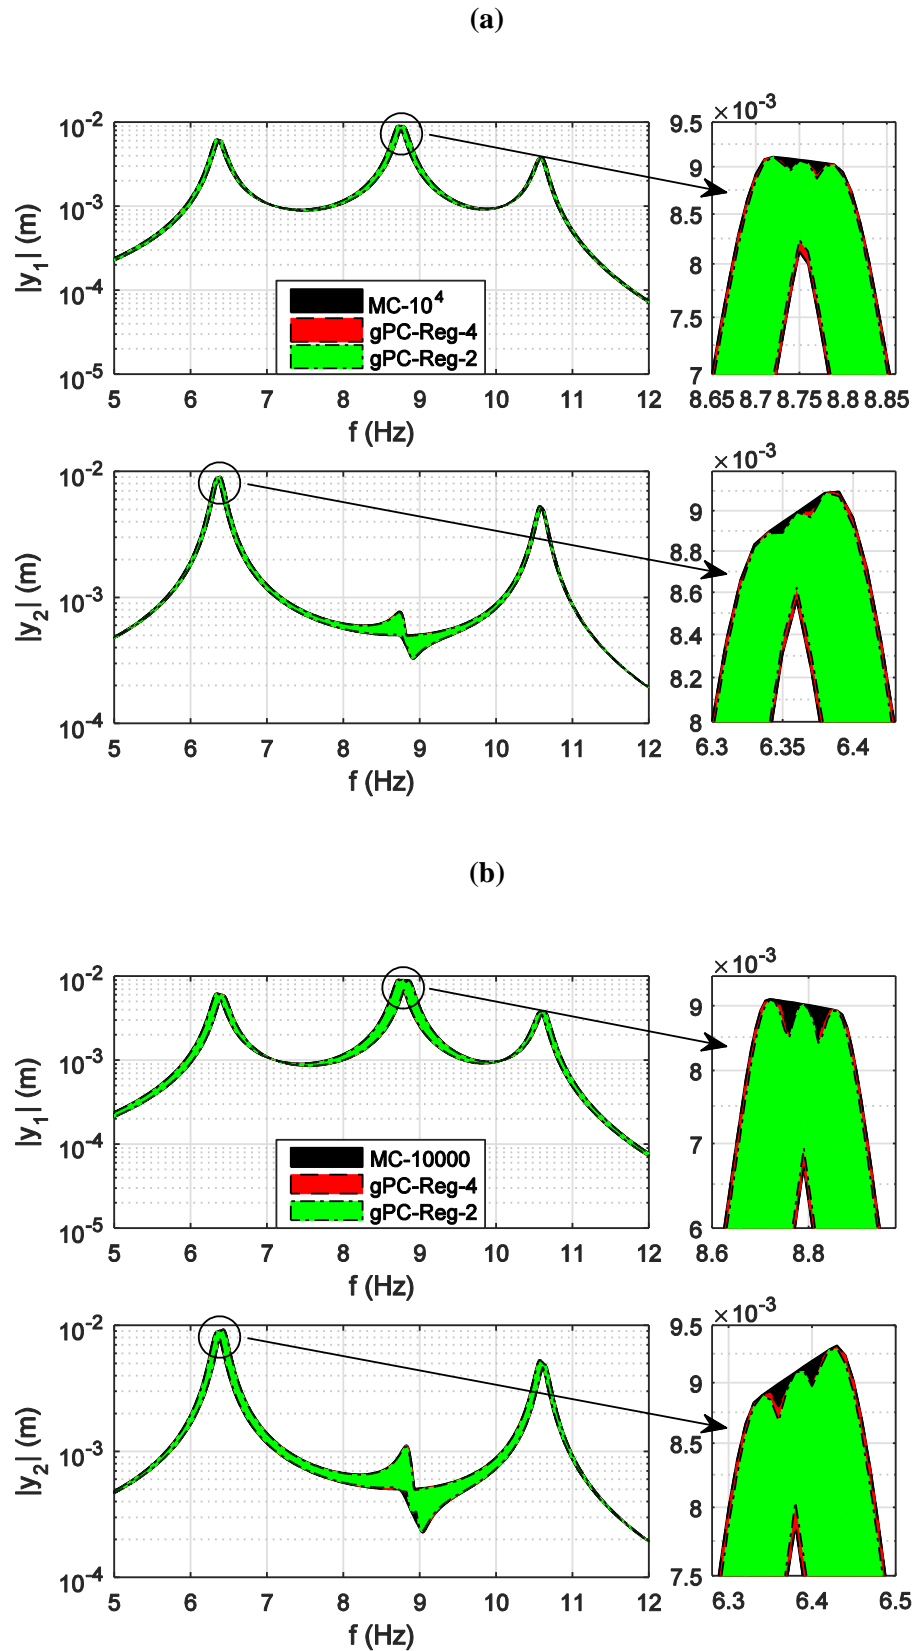 (a)
×10⁻³
10⁻²
10⁻³
10⁻⁴
10⁻⁵
|y₁| (m)
MC-10⁴
gPC-Reg-4
gPC-Reg-2
5 6 7 8 9 10 11 12
f (Hz)
9.5
9
8.5
8
7.5
7
8.65 8.7 8.75 8.8 8.85
×10⁻³
10⁻²
10⁻³
10⁻⁴
|y₂| (m)
5 6 7 8 9 10 11 12
f (Hz)
9
8.8
8.6
8.4
8.2
8
6.3 6.35 6.4
(b)
×10⁻³
10⁻²
10⁻³
10⁻⁴
10⁻⁵
|y₁| (m)
MC-10000
gPC-Reg-4
gPC-Reg-2
5 6 7 8 9 10 11 12
f (Hz)
9
8
7
6
8.6 8.8
×10⁻³
10⁻²
10⁻³
10⁻⁴
|y₂| (m)
5 6 7 8 9 10 11 12
f (Hz)
9.5
9
8.5
8
7.5
6.3 6.4 6.5